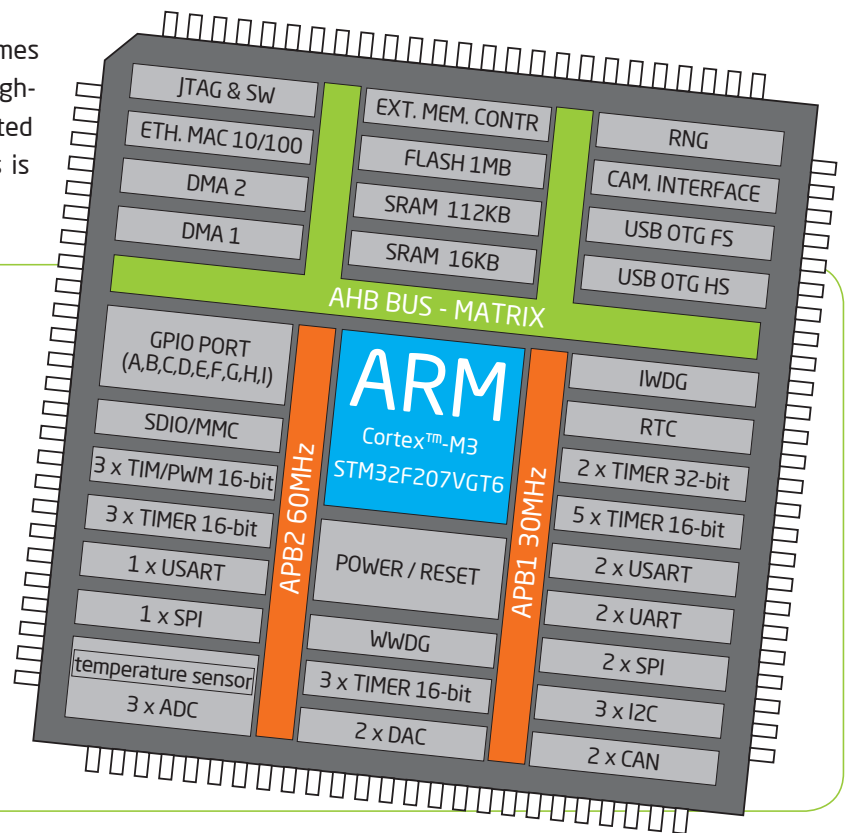 mes
gh-
ted
s is
JTAG & SW
ETH. MAC 10/100
DMA 2
DMA 1
EXT. MEM. CONTR
FLASH 1MB
SRAM 112KB
SRAM 16KB
RNG
CAM. INTERFACE
USB OTG FS
USB OTG HS
AHB BUS - MATRIX
GPIO PORT
(A,B,C,D,E,F,G,H,I)
SDIO/MMC
3 x TIM/PWM 16-bit
3 x TIMER 16-bit
1 x USART
1 x SPI
temperature sensor
3 x ADC
APB2 60MHz
ARM
Cortex™-M3
STM32F207VGT6
POWER / RESET
WWDG
3 x TIMER 16-bit
2 x DAC
APB1 30MHz
IWDG
RTC
2 x TIMER 32-bit
5 x TIMER 16-bit
2 x USART
2 x UART
2 x SPI
3 x I2C
2 x CAN